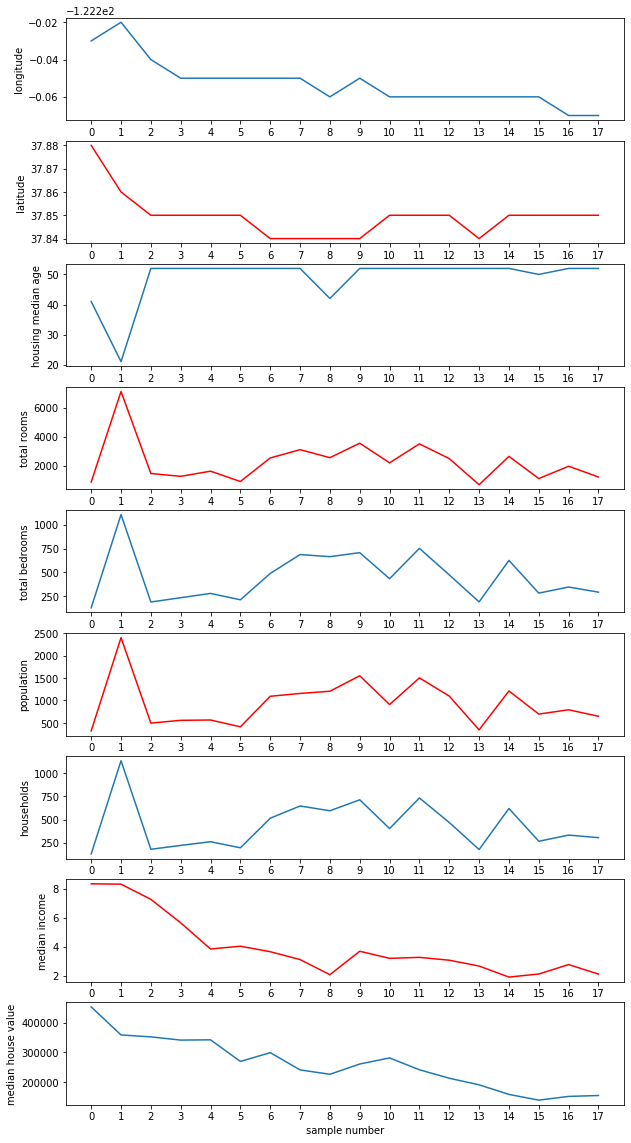 −1.222e2
longitude
−0.02
−0.04
−0.06
0 1 2 3 4 5 6 7 8 9 10 11 12 13 14 15 16 17
latitude
37.88
37.87
37.86
37.85
37.84
0 1 2 3 4 5 6 7 8 9 10 11 12 13 14 15 16 17
housing median age
50
40
30
20
0 1 2 3 4 5 6 7 8 9 10 11 12 13 14 15 16 17
total rooms
6000
4000
2000
0 1 2 3 4 5 6 7 8 9 10 11 12 13 14 15 16 17
total bedrooms
1000
750
500
250
0 1 2 3 4 5 6 7 8 9 10 11 12 13 14 15 16 17
population
2500
2000
1500
1000
500
0 1 2 3 4 5 6 7 8 9 10 11 12 13 14 15 16 17
households
1000
750
500
250
0 1 2 3 4 5 6 7 8 9 10 11 12 13 14 15 16 17
median income
8
6
4
2
0 1 2 3 4 5 6 7 8 9 10 11 12 13 14 15 16 17
median house value
400000
300000
200000
0 1 2 3 4 5 6 7 8 9 10 11 12 13 14 15 16 17
sample number